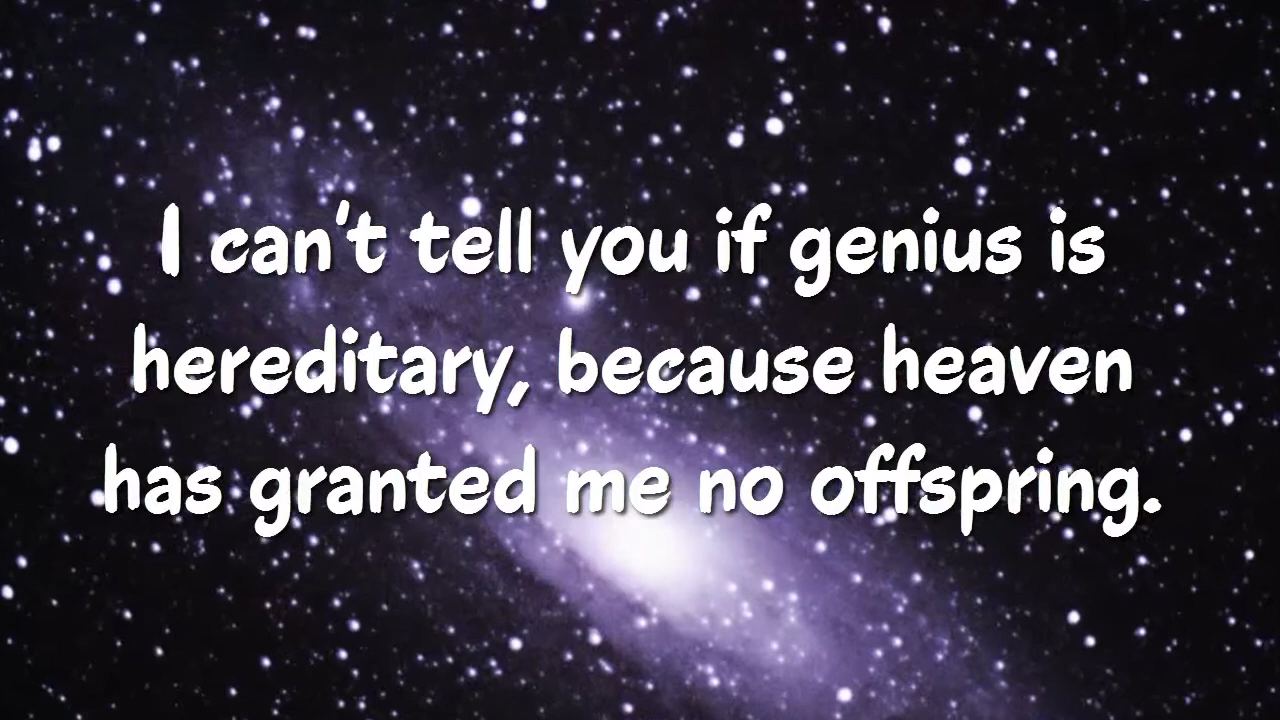 I can't tell you if genius is
hereditary, because heaven
has granted me no offspring.